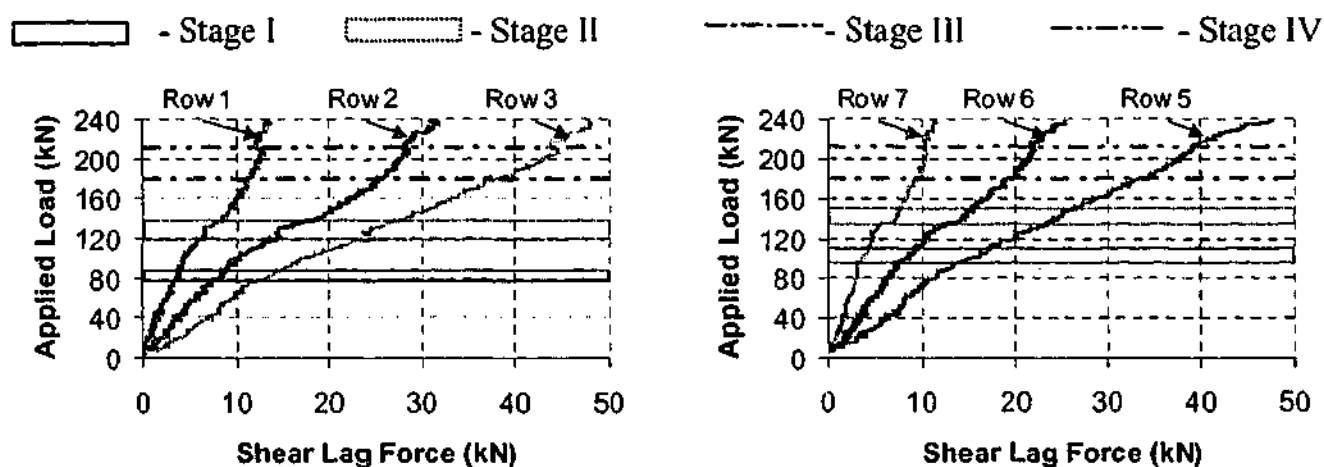 - Stage I - Stage II - Stage III - Stage IV
Row 1 Row 2 Row 3
Applied Load (kN)
240
200
160
120
80
40
0
0 10 20 30 40 50
Shear Lag Force (kN)
Row 7 Row 6 Row 5
Applied Load (kN)
240
200
160
120
80
40
0
0 10 20 30 40 50
Shear Lag Force (kN)